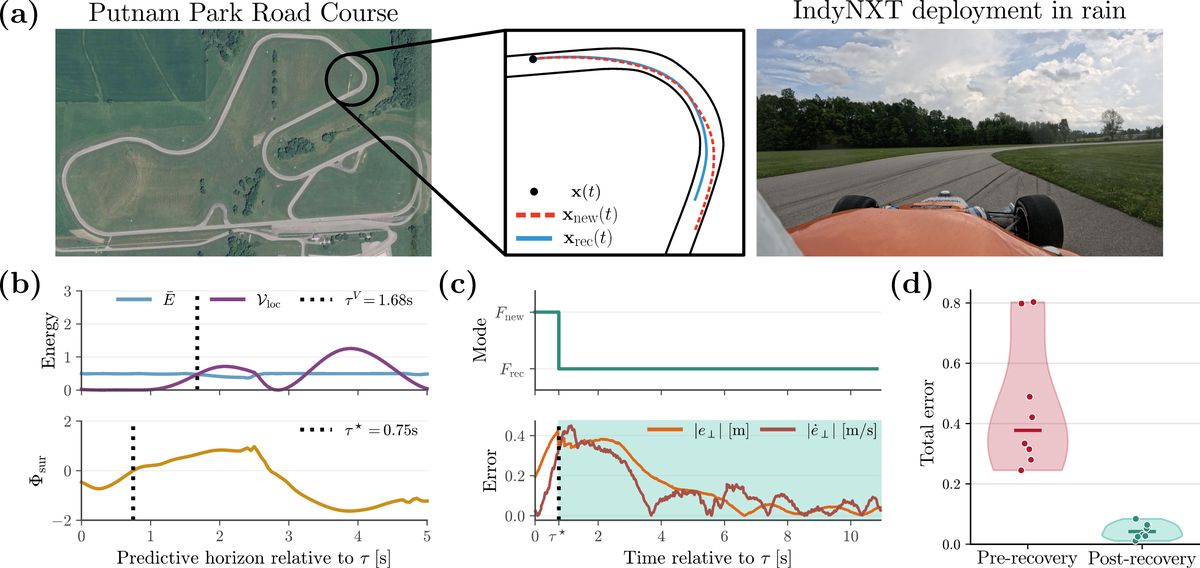 (a)
Putnam Park Road Course
IndyNXT deployment in rain
x(t)
x_new(t)
x_rec(t)
(b)
Energy
3
2
1
0
Ē
𝒱_loc
τ^V = 1.68s
Φ_sur
2
0
−2
τ* = 0.75s
0 1 2 3 4 5
Predictive horizon relative to τ [s]
(c)
Mode
F_new
F_rec
Error
0.4
0.2
0.0
|e_⊥| [m]
|ė_⊥| [m/s]
0 τ* 2 4 6 8 10
Time relative to τ [s]
(d)
Total error
0.8
0.6
0.4
0.2
0.0
Pre-recovery Post-recovery